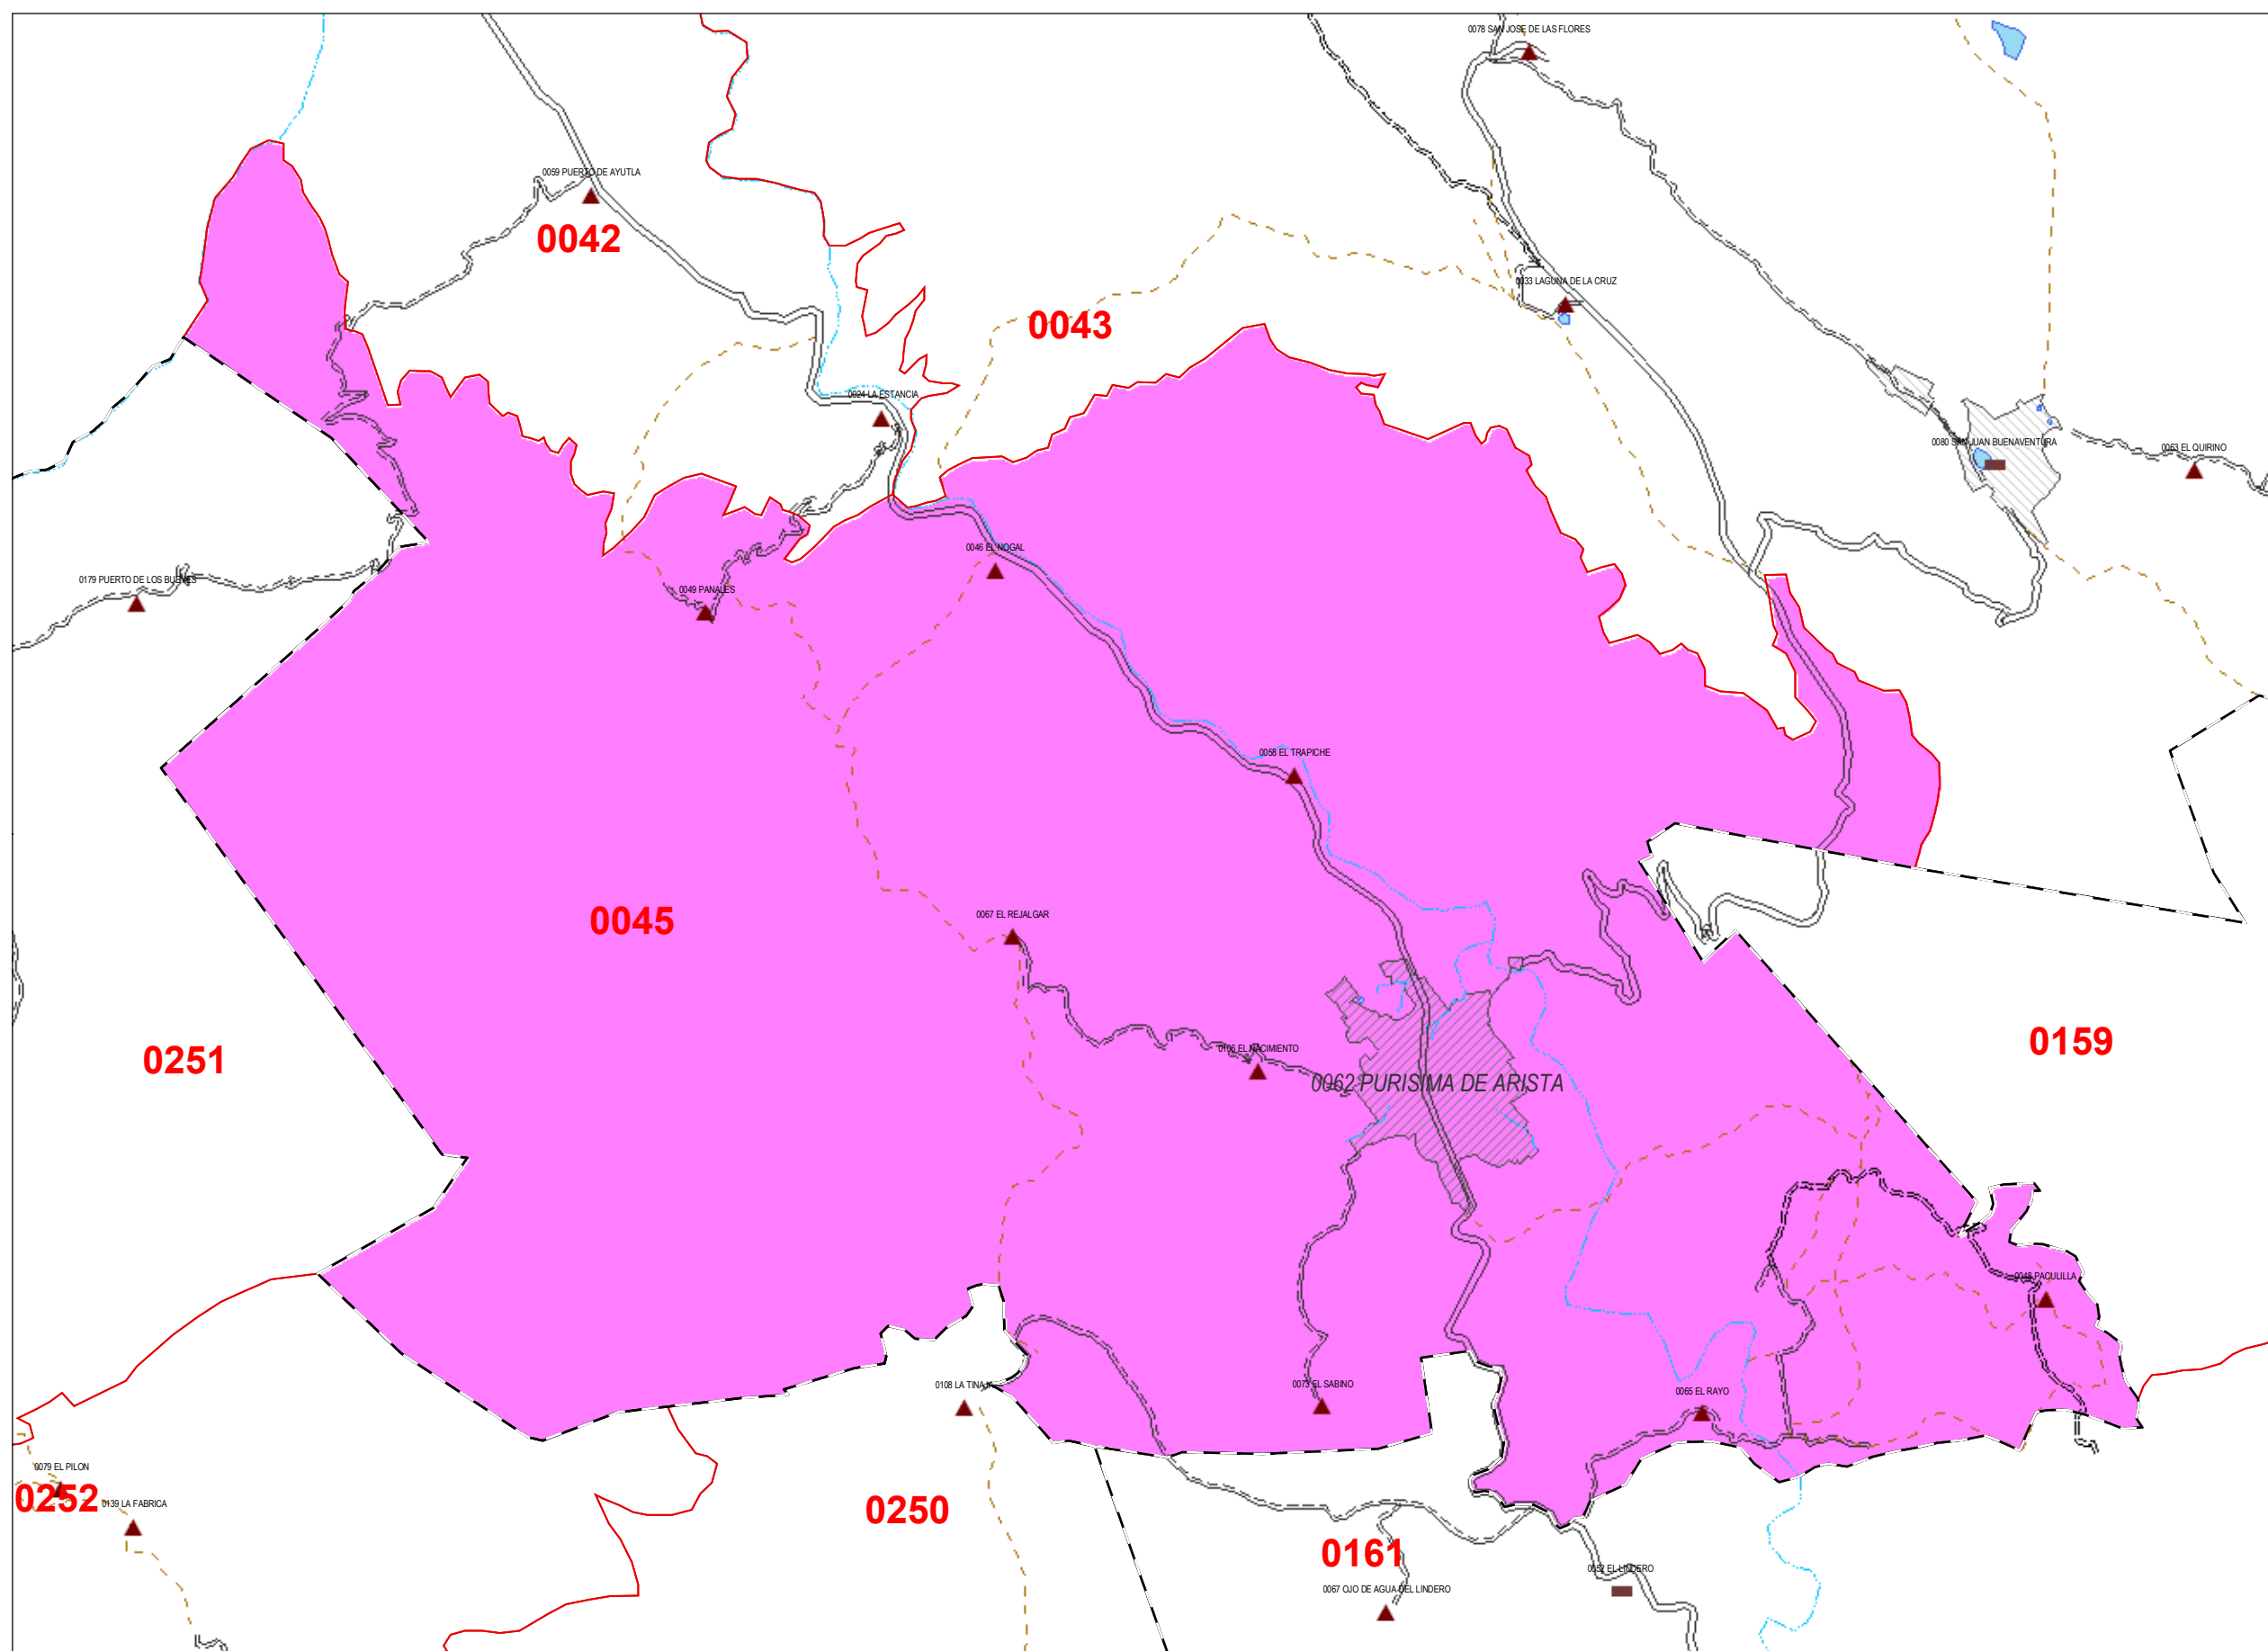 0078 SAN JOSE DE LAS FLORES
0059 PUERTO DE AYUTLA
0042
0033 LAGUNA DE LA CRUZ
0043
0024 LA ESTANCIA
0080 SAN JUAN BUENAVENTURA
0063 EL QUIRINO
0046 EL NOGAL
0179 PUERTO DE LOS BUEYES
0049 PANALES
0058 EL TRAPICHE
0045
0067 EL REJALGAR
0251
0159
0106 EL NACIMIENTO
0062 PURISIMA DE ARISTA
0048 PACULILLA
0108 LA TINAJA
0073 EL SABINO
0065 EL RAYO
0079 EL PILON
0252
0139 LA FABRICA
0250
0161
0052 EL LINDERO
0067 OJO DE AGUA DEL LINDERO